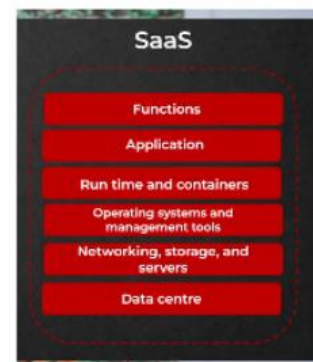 SaaS
Functions
Application
Run time and containers
Operating systems and
management tools
Networking, storage, and
servers
Data centre